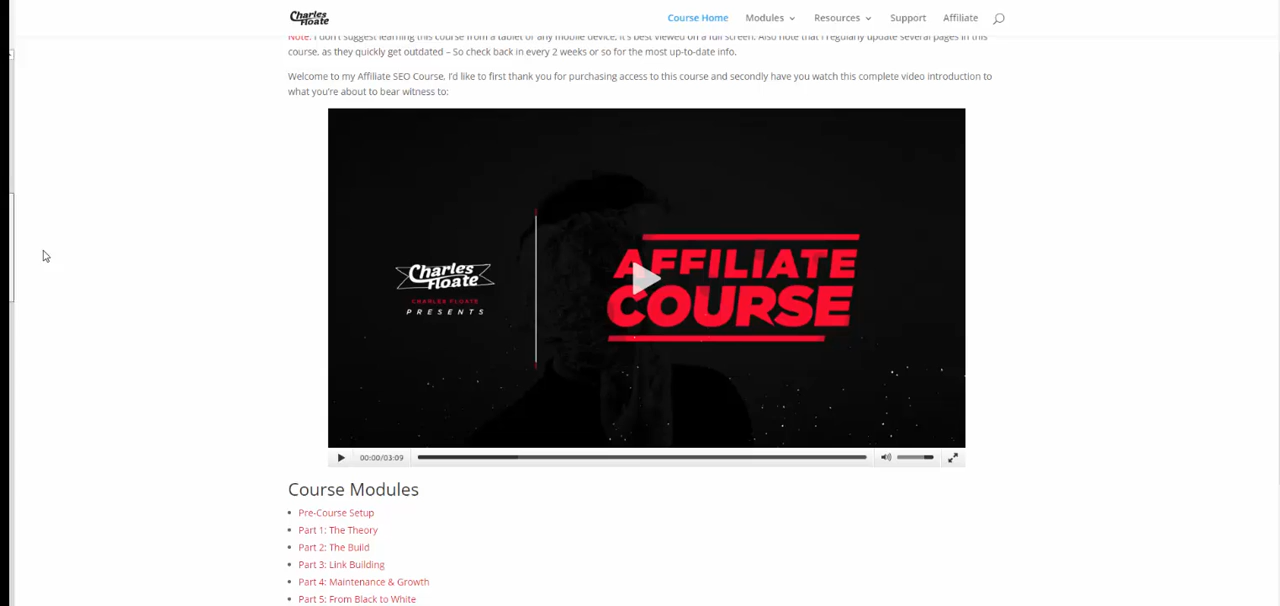 Charles
Floate
Course Home
Modules
Resources
Support
Affiliate
Note: I don't suggest learning this course from a tablet or any mobile device, it's best viewed on a full screen. Also note that I regularly update several pages in this
course, as they quickly get outdated – So check back in every 2 weeks or so for the most up-to-date info.
Welcome to my Affiliate SEO Course, I'd like to first thank you for purchasing access to this course and secondly have you watch this complete video introduction to
what you're about to bear witness to:
Charles
Floate
CHARLES FLOATE
PRESENTS
AFFILIATE
COURSE
00:00/03:09
Course Modules
Pre-Course Setup
Part 1: The Theory
Part 2: The Build
Part 3: Link Building
Part 4: Maintenance & Growth
Part 5: From Black to White